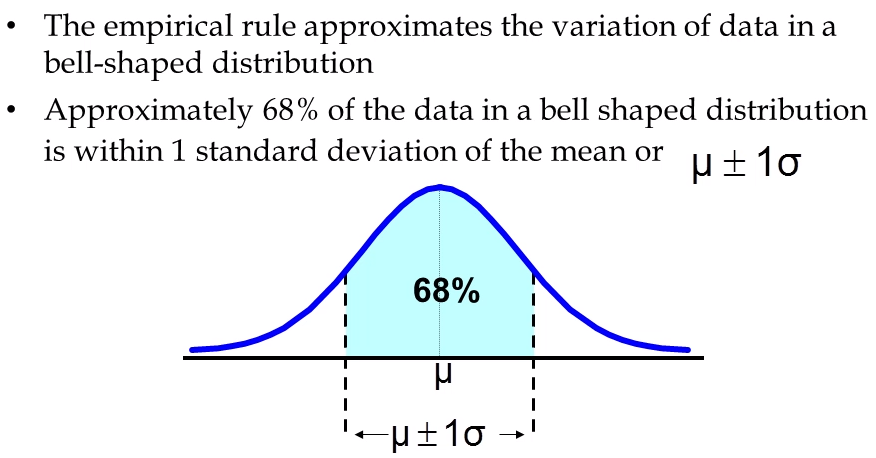 • The empirical rule approximates the variation of data in a
bell-shaped distribution
• Approximately 68% of the data in a bell shaped distribution
is within 1 standard deviation of the mean or μ ± 1σ
68%
μ
μ ± 1σ